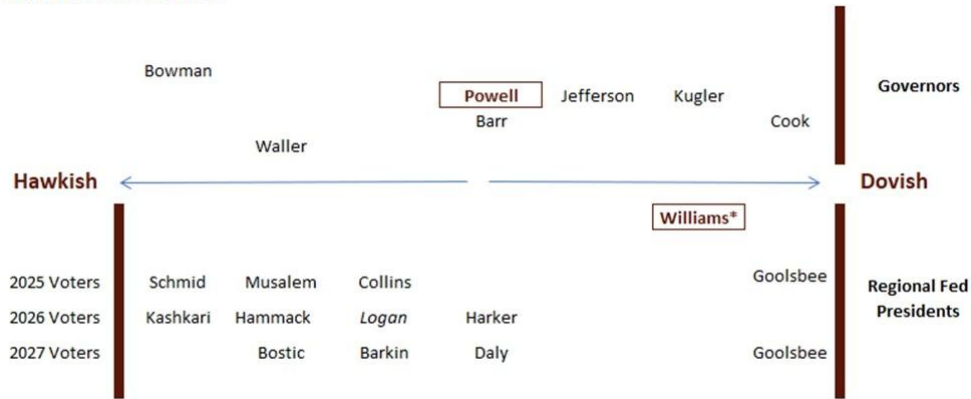 Bowman
Governors
Powell Jefferson Kugler
Barr Cook
Waller
Hawkish Dovish
Williams*
2025 Voters Schmid Musalem Collins Goolsbee
Regional Fed
Presidents
2026 Voters Kashkari Hammack Logan Harker
2027 Voters Bostic Barkin Daly Goolsbee